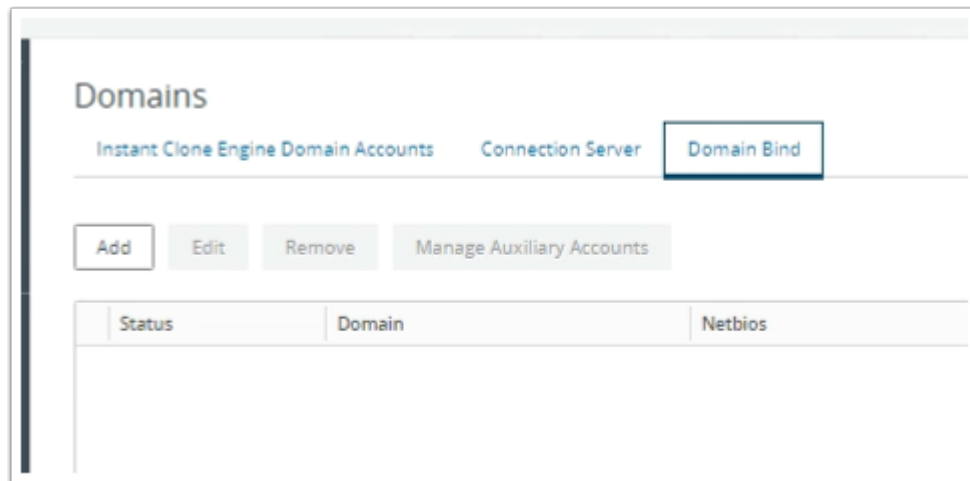 Domains
Instant Clone Engine Domain Accounts Connection Server Domain Bind
Add Edit Remove Manage Auxiliary Accounts
Status Domain Netbios